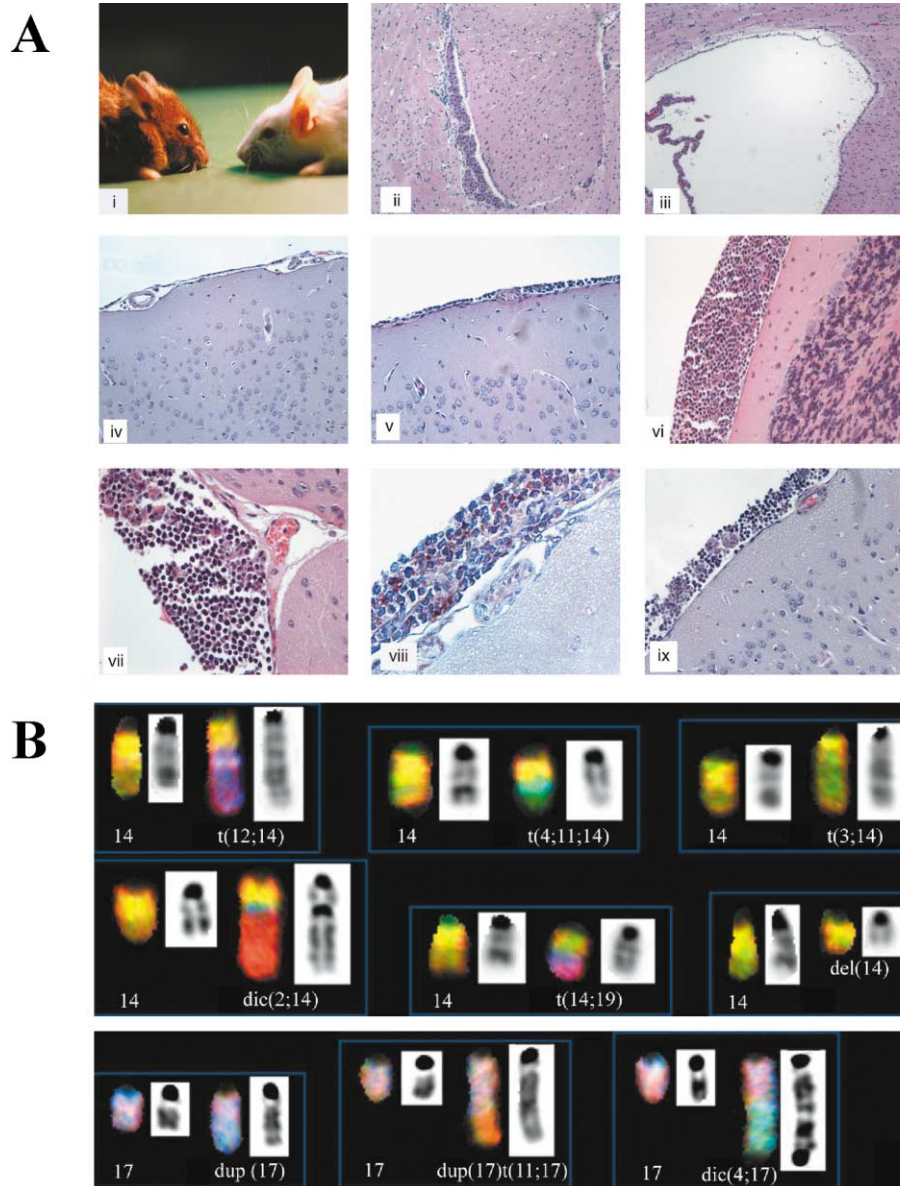 A
i
ii
iii
iv
v
vi
vii
viii
ix
B
14
t(12;14)
14
t(4;11;14)
14
t(3;14)
14
dic(2;14)
14
t(14;19)
14
del(14)
17
dup (17)
17
dup(17)t(11;17)
17
dic(4;17)